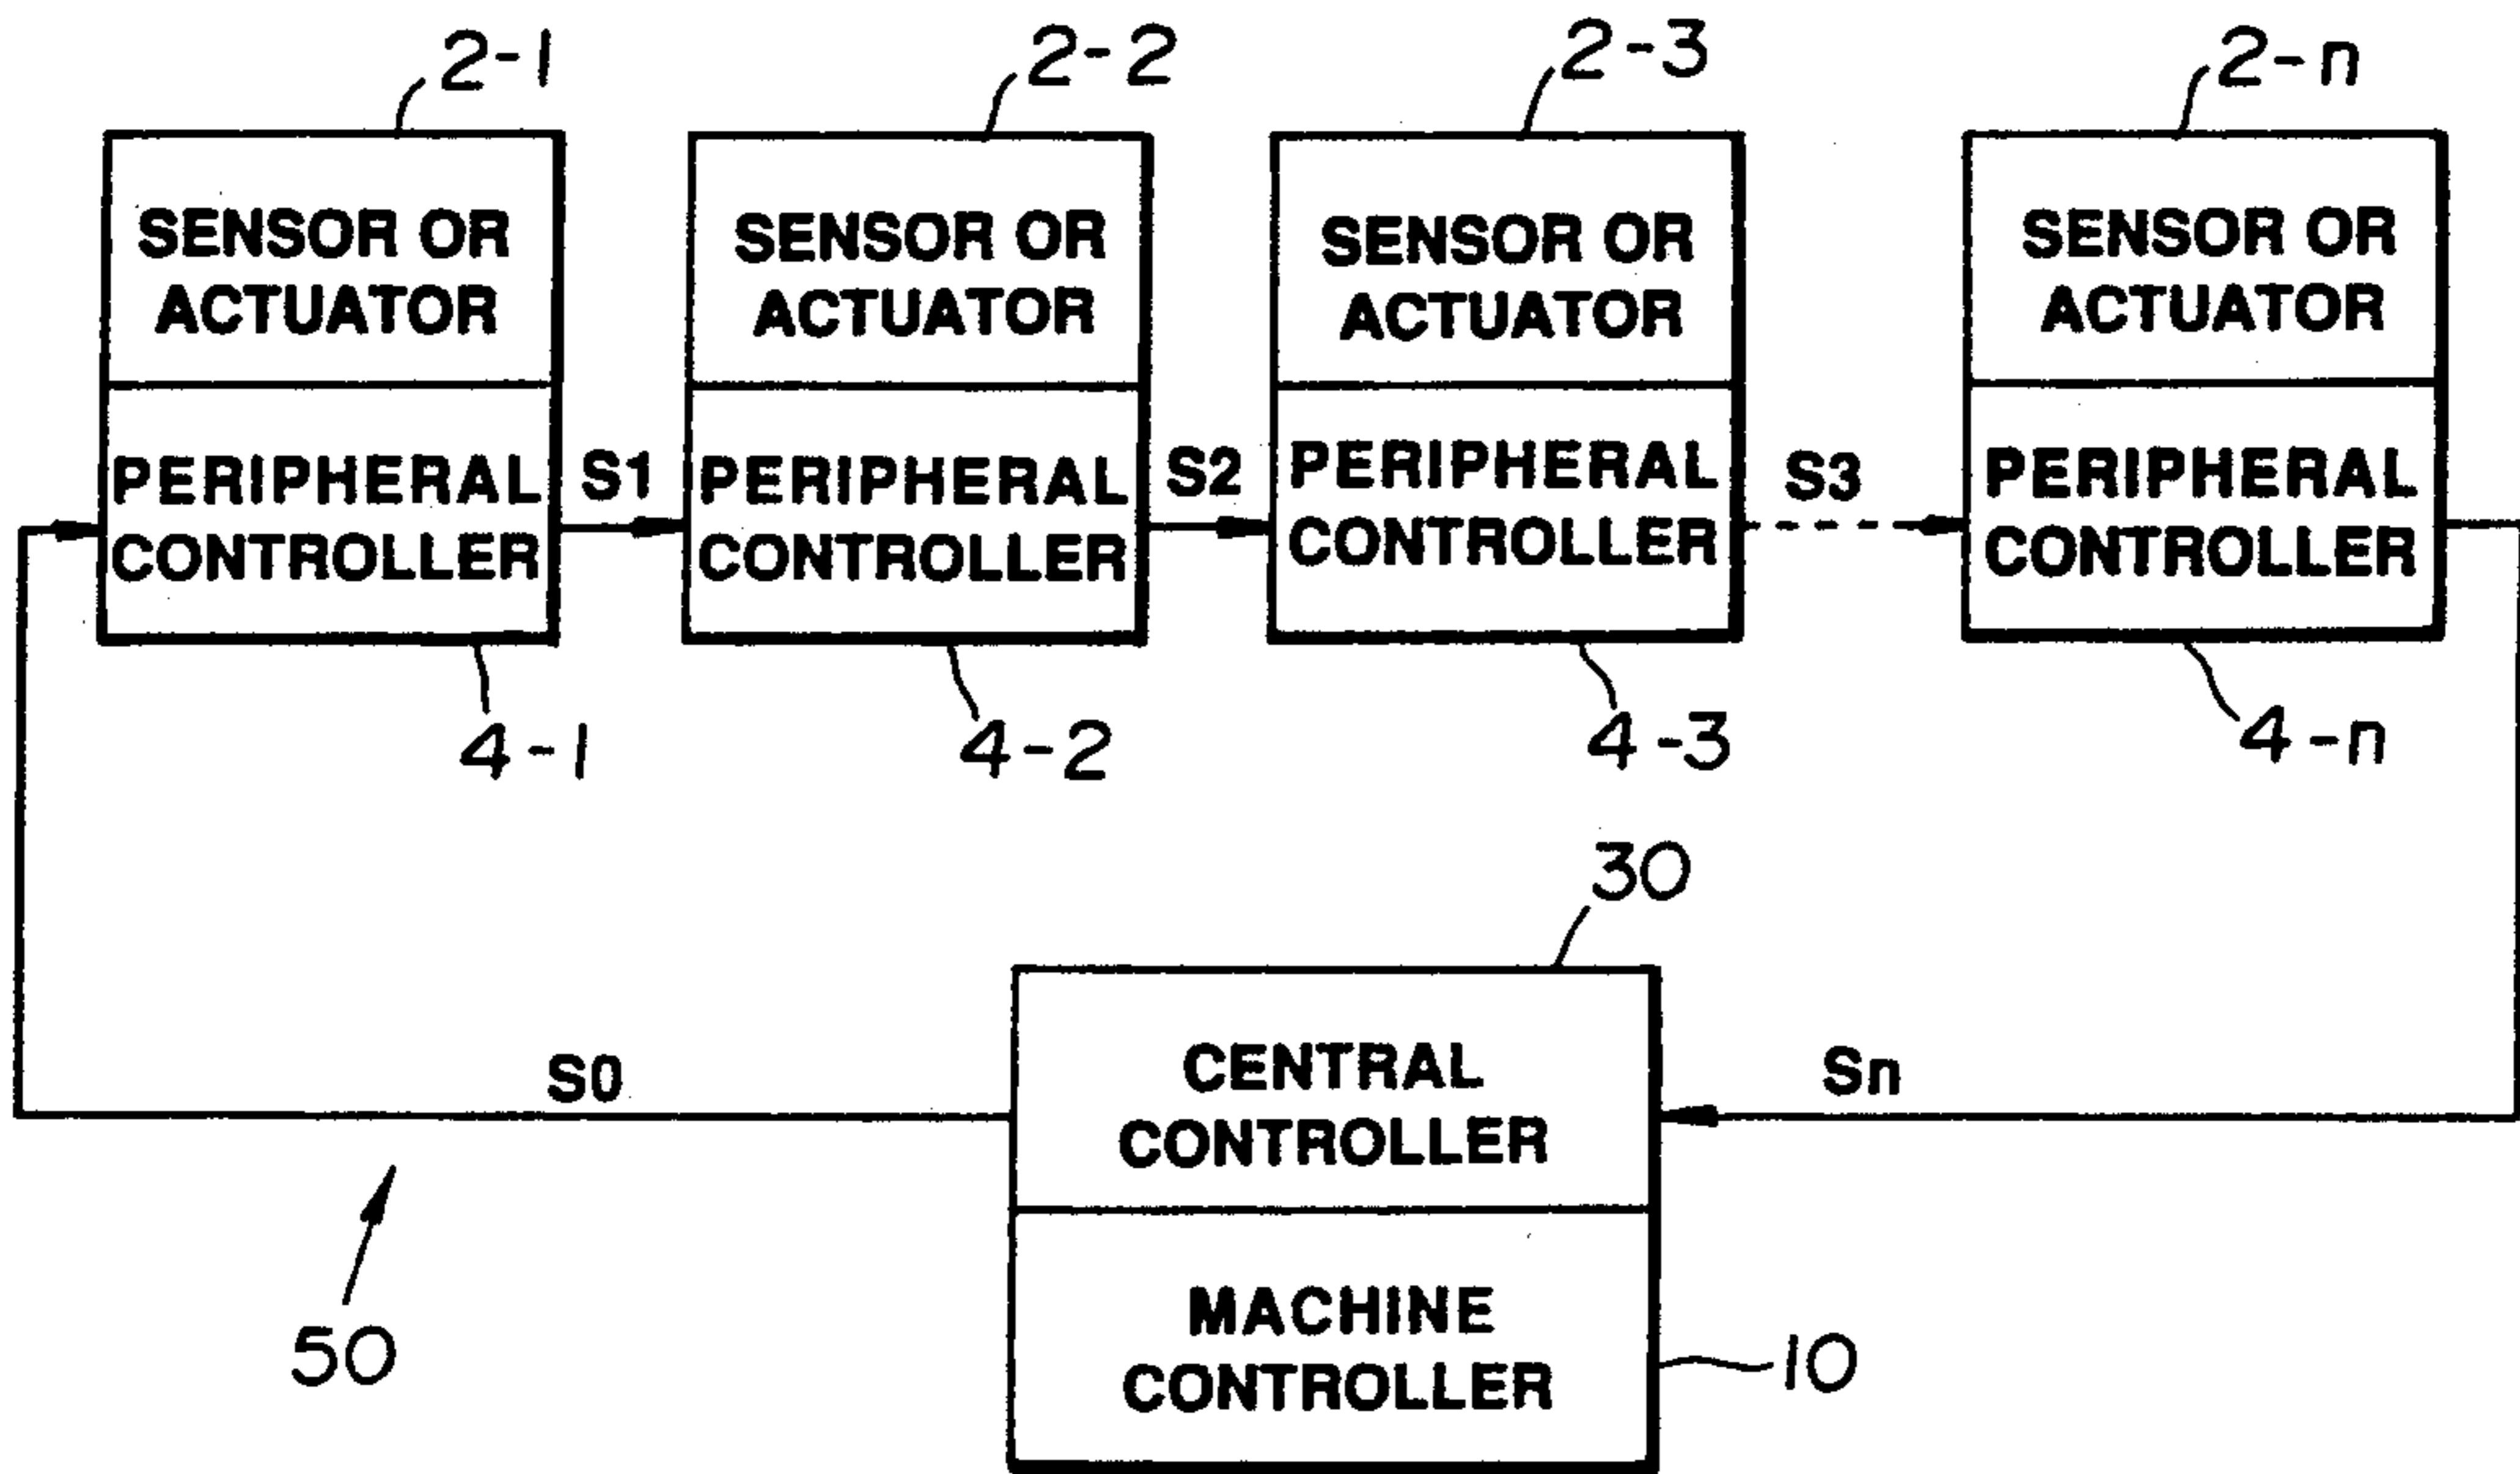 2-1
2-2
2-3
2-n
SENSOR OR
ACTUATOR
SENSOR OR
ACTUATOR
SENSOR OR
ACTUATOR
SENSOR OR
ACTUATOR
PERIPHERAL
CONTROLLER
S1
PERIPHERAL
CONTROLLER
S2
PERIPHERAL
CONTROLLER
S3
PERIPHERAL
CONTROLLER
4-1
4-2
4-3
4-n
30
S0
CENTRAL
CONTROLLER
Sn
50
MACHINE
CONTROLLER
10